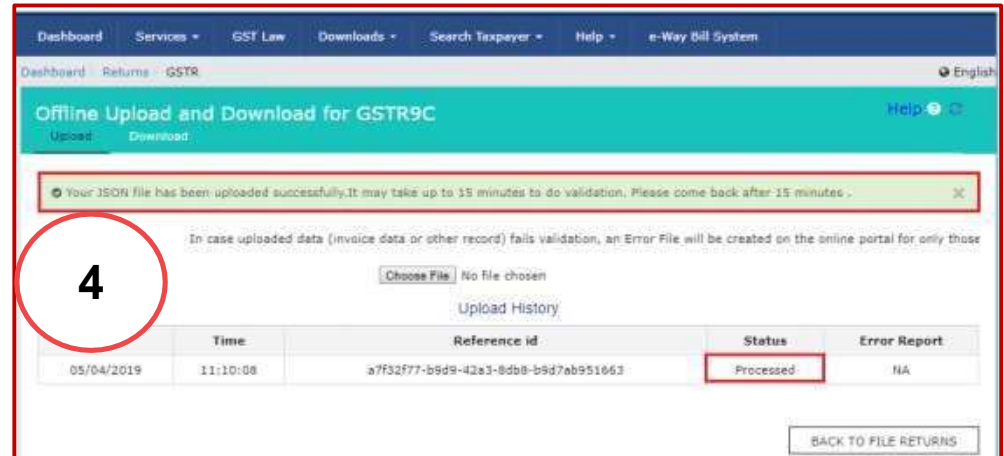 Dashboard Services GST Law Downloads Search Taxpayer Help e-Way Bill System
Dashboard Returns GSTR English
Offline Upload and Download for GSTR9C Help
Upload Download
Your JSON file has been uploaded successfully.It may take up to 15 minutes to do validation. Please come back after 15 minutes .
In case uploaded data (invoice data or other record) fails validation, an Error File will be created on the online portal for only those
4
Choose File No file chosen
Upload History
Time Reference id Status Error Report
05/04/2019 11:10:08 a7f32f77-b9d9-42a3-8db8-b9d7ab951663 Processed NA
BACK TO FILE RETURNS